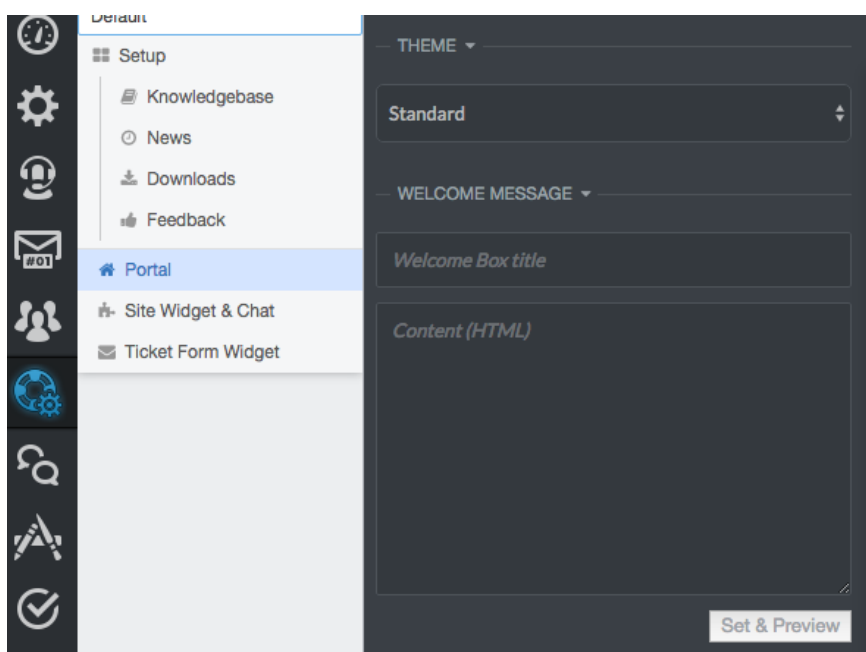 Default
Setup
Knowledgebase
News
Downloads
Feedback
#01
Portal
Site Widget & Chat
Ticket Form Widget
THEME
Standard
WELCOME MESSAGE
Welcome Box title
Content (HTML)
Set & Preview